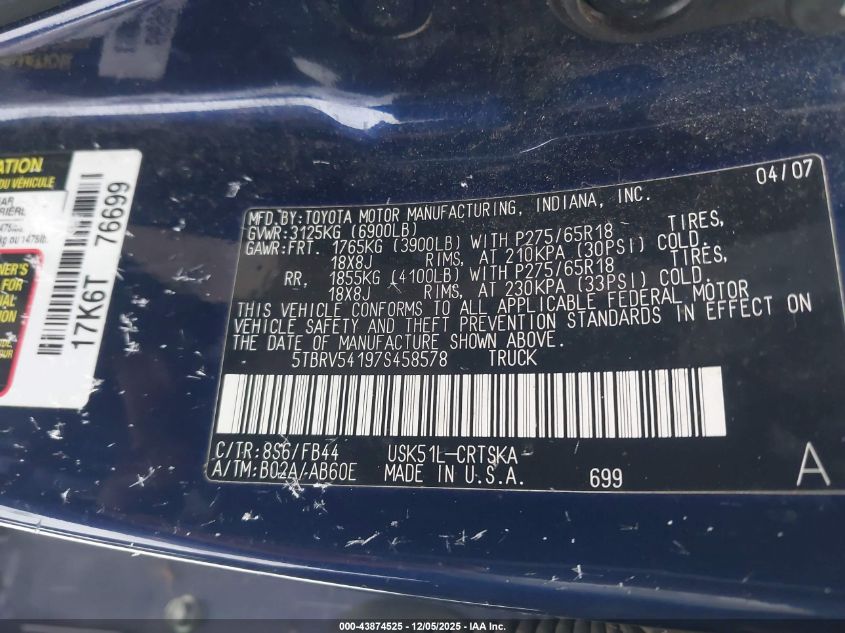 04/07
MFD.BY:TOYOTA MOTOR MANUFACTURING, INDIANA, INC.
GVWR:3125KG (6900LB)
GAWR:FRT. 1765KG (3900LB) WITH P275/65R18 TIRES,
18X8J RIMS, AT 210KPA (30PSI) COLD.
RR. 1855KG (4100LB) WITH P275/65R18 TIRES,
18X8J RIMS, AT 230KPA (33PSI) COLD.
THIS VEHICLE CONFORMS TO ALL APPLICABLE FEDERAL MOTOR
VEHICLE SAFETY AND THEFT PREVENTION STANDARDS IN EFFECT ON
THE DATE OF MANUFACTURE SHOWN ABOVE.
5TBRV54197S458578 TRUCK
C/TR:8S6/FB44 USK51L-CRTSKA
A/TM:B02A/AB60E MADE IN U.S.A. 699 A
ATION
DU VÉHICULE
17K6T 76699
000-43874525 - 12/05/2025 - IAA Inc.